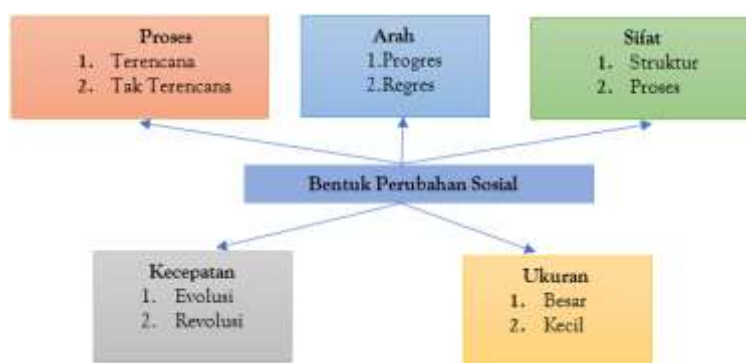 Proses
1. Terencana
2. Tak Terencana
Arah
1.Progres
2.Regres
Sifat
1. Struktur
2. Proses
Bentuk Perubahan Sosial
Kecepatan
1. Evolusi
2. Revolusi
Ukuran
1. Besar
2. Kecil